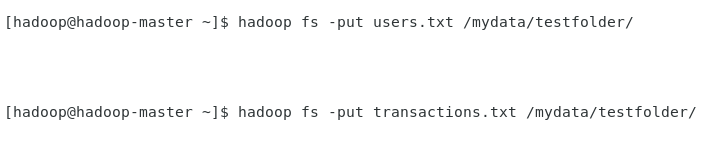 [hadoop@hadoop-master ~]$ hadoop fs -put users.txt /mydata/testfolder/
[hadoop@hadoop-master ~]$ hadoop fs -put transactions.txt /mydata/testfolder/